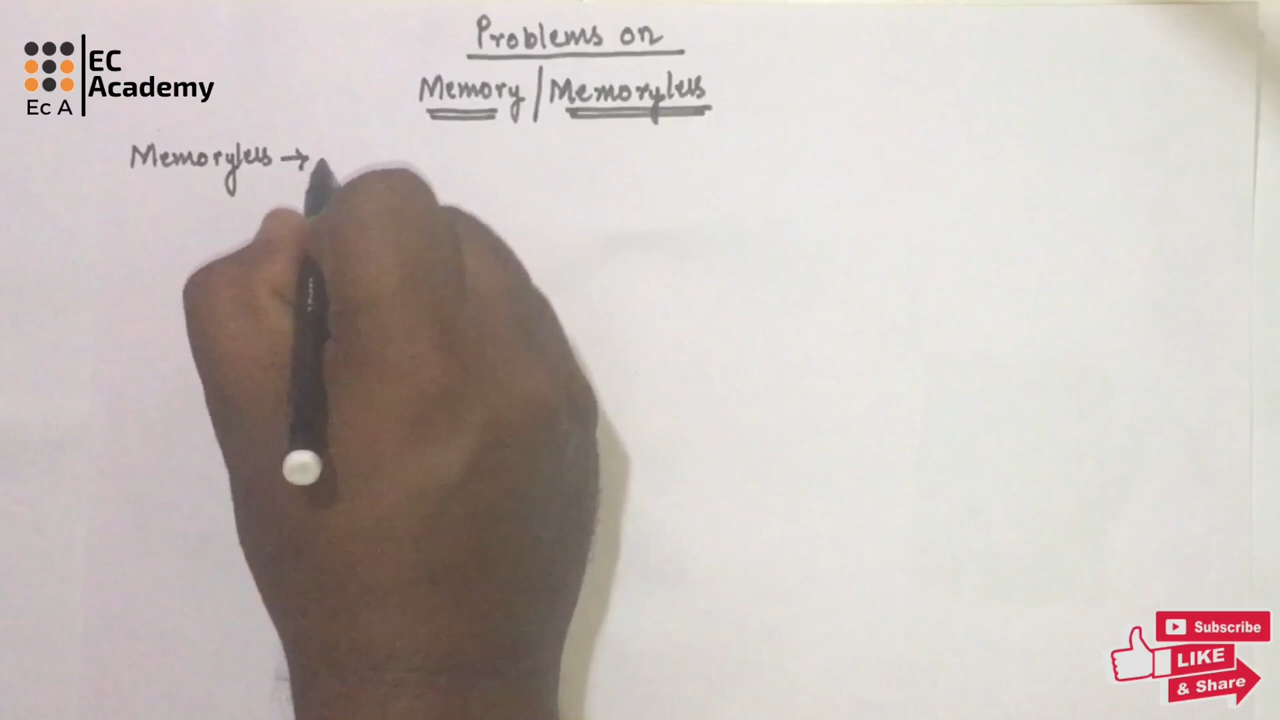 EC
Academy
Ec A
Problems on
Memory / Memoryless
Memoryless →
Subscribe
LIKE
& Share